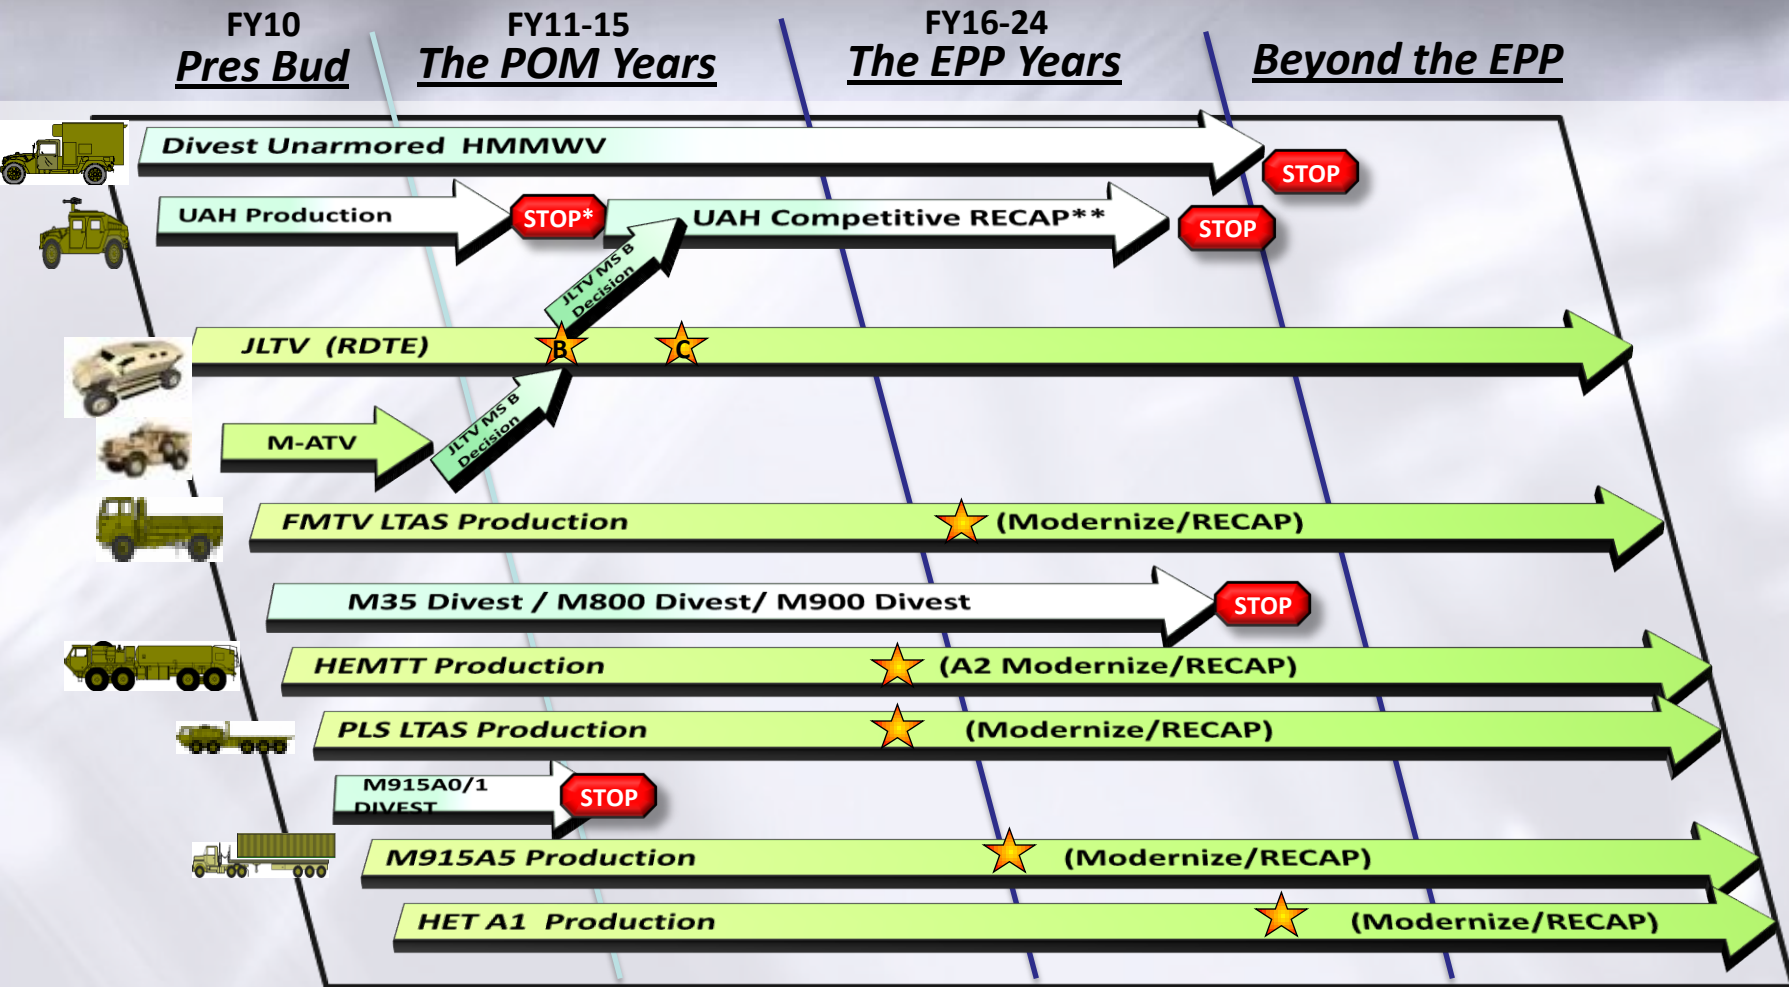 FY10
Pres Bud
FY11-15
The POM Years
FY16-24
The EPP Years
Beyond the EPP
Divest Unarmored HMMWV
STOP
UAH Production
STOP*
UAH Competitive RECAP**
STOP
JLTV MS B
Decision
JLTV (RDTE)
B
C
M-ATV
JLTV MS B
Decision
FMTV LTAS Production
(Modernize/RECAP)
M35 Divest / M800 Divest/ M900 Divest
STOP
HEMTT Production
(A2 Modernize/RECAP)
PLS LTAS Production
(Modernize/RECAP)
M915A0/1
DIVEST
STOP
M915A5 Production
(Modernize/RECAP)
HET A1 Production
(Modernize/RECAP)